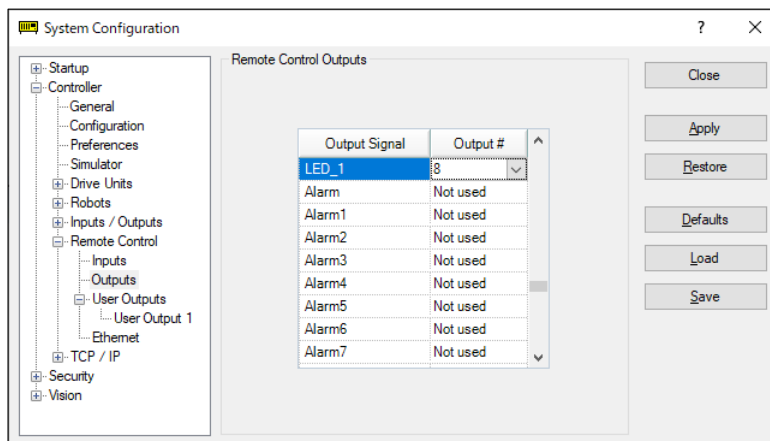 System Configuration
?
Startup
Controller
General
Configuration
Preferences
Simulator
Drive Units
Robots
Inputs / Outputs
Remote Control
Inputs
Outputs
User Outputs
User Output 1
Ethernet
TCP / IP
Security
Vision
Remote Control Outputs
Output Signal Output #
LED_1 8
Alarm Not used
Alarm1 Not used
Alarm2 Not used
Alarm3 Not used
Alarm4 Not used
Alarm5 Not used
Alarm6 Not used
Alarm7 Not used
Close
Apply
Restore
Defaults
Load
Save